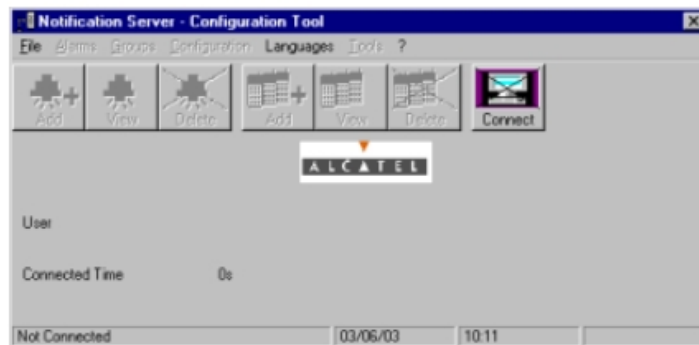 Notification Server - Configuration Tool
File Alarms Groups Configuration Languages Tools ?
Add View Delete Add View Delete Connect
ALCATEL
User
Connected Time 0s
Not Connected 03/06/03 10:11